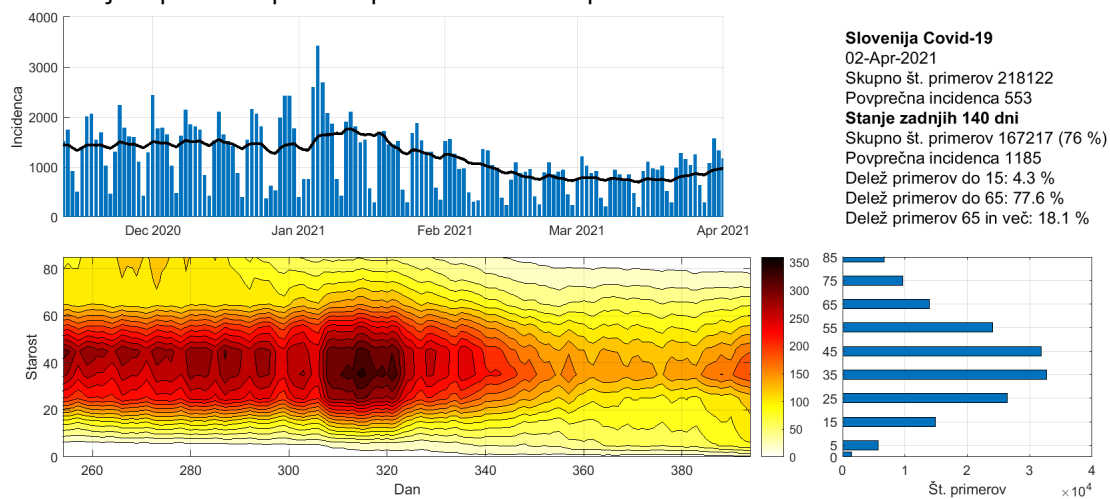 4000
3000
2000
1000
0
Incidenca
Dec 2020
Jan 2021
Feb 2021
Mar 2021
Apr 2021
Slovenija Covid-19
02-Apr-2021
Skupno št. primerov 218122
Povprečna incidenca 553
Stanje zadnjih 140 dni
Skupno št. primerov 167217 (76 %)
Povprečna incidenca 1185
Delež primerov do 15: 4.3 %
Delež primerov do 65: 77.6 %
Delež primerov 65 in več: 18.1 %
80
60
40
20
0
Starost
260
280
300
320
340
360
380
Dan
350
300
250
200
150
100
50
0
85
75
65
55
45
35
25
15
5
0
0
1
2
3
4
×10⁴
Št. primerov